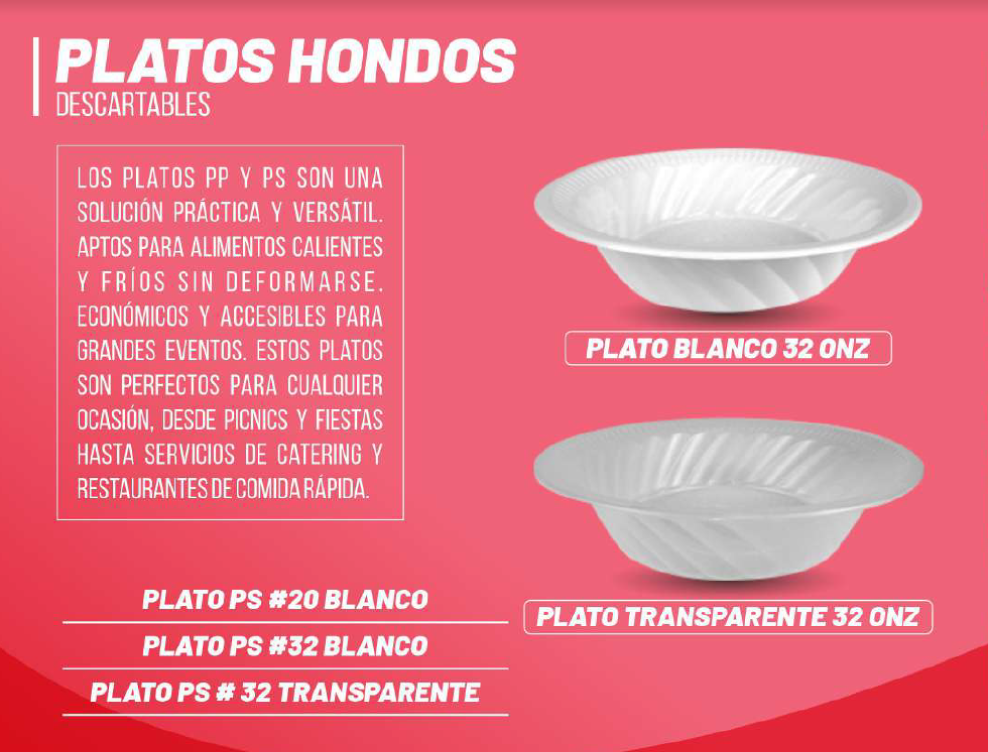 PLATOS HONDOS
DESCARTABLES
LOS PLATOS PP Y PS SON UNA
SOLUCIÓN PRÁCTICA Y VERSÁTIL.
APTOS PARA ALIMENTOS CALIENTES
Y FRÍOS SIN DEFORMARSE.
ECONÓMICOS Y ACCESIBLES PARA
GRANDES EVENTOS. ESTOS PLATOS
SON PERFECTOS PARA CUALQUIER
OCASIÓN, DESDE PICNICS Y FIESTAS
HASTA SERVICIOS DE CATERING Y
RESTAURANTES DE COMIDA RÁPIDA.
PLATO PS #20 BLANCO
PLATO PS #32 BLANCO
PLATO PS # 32 TRANSPARENTE
PLATO BLANCO 32 ONZ
PLATO TRANSPARENTE 32 ONZ